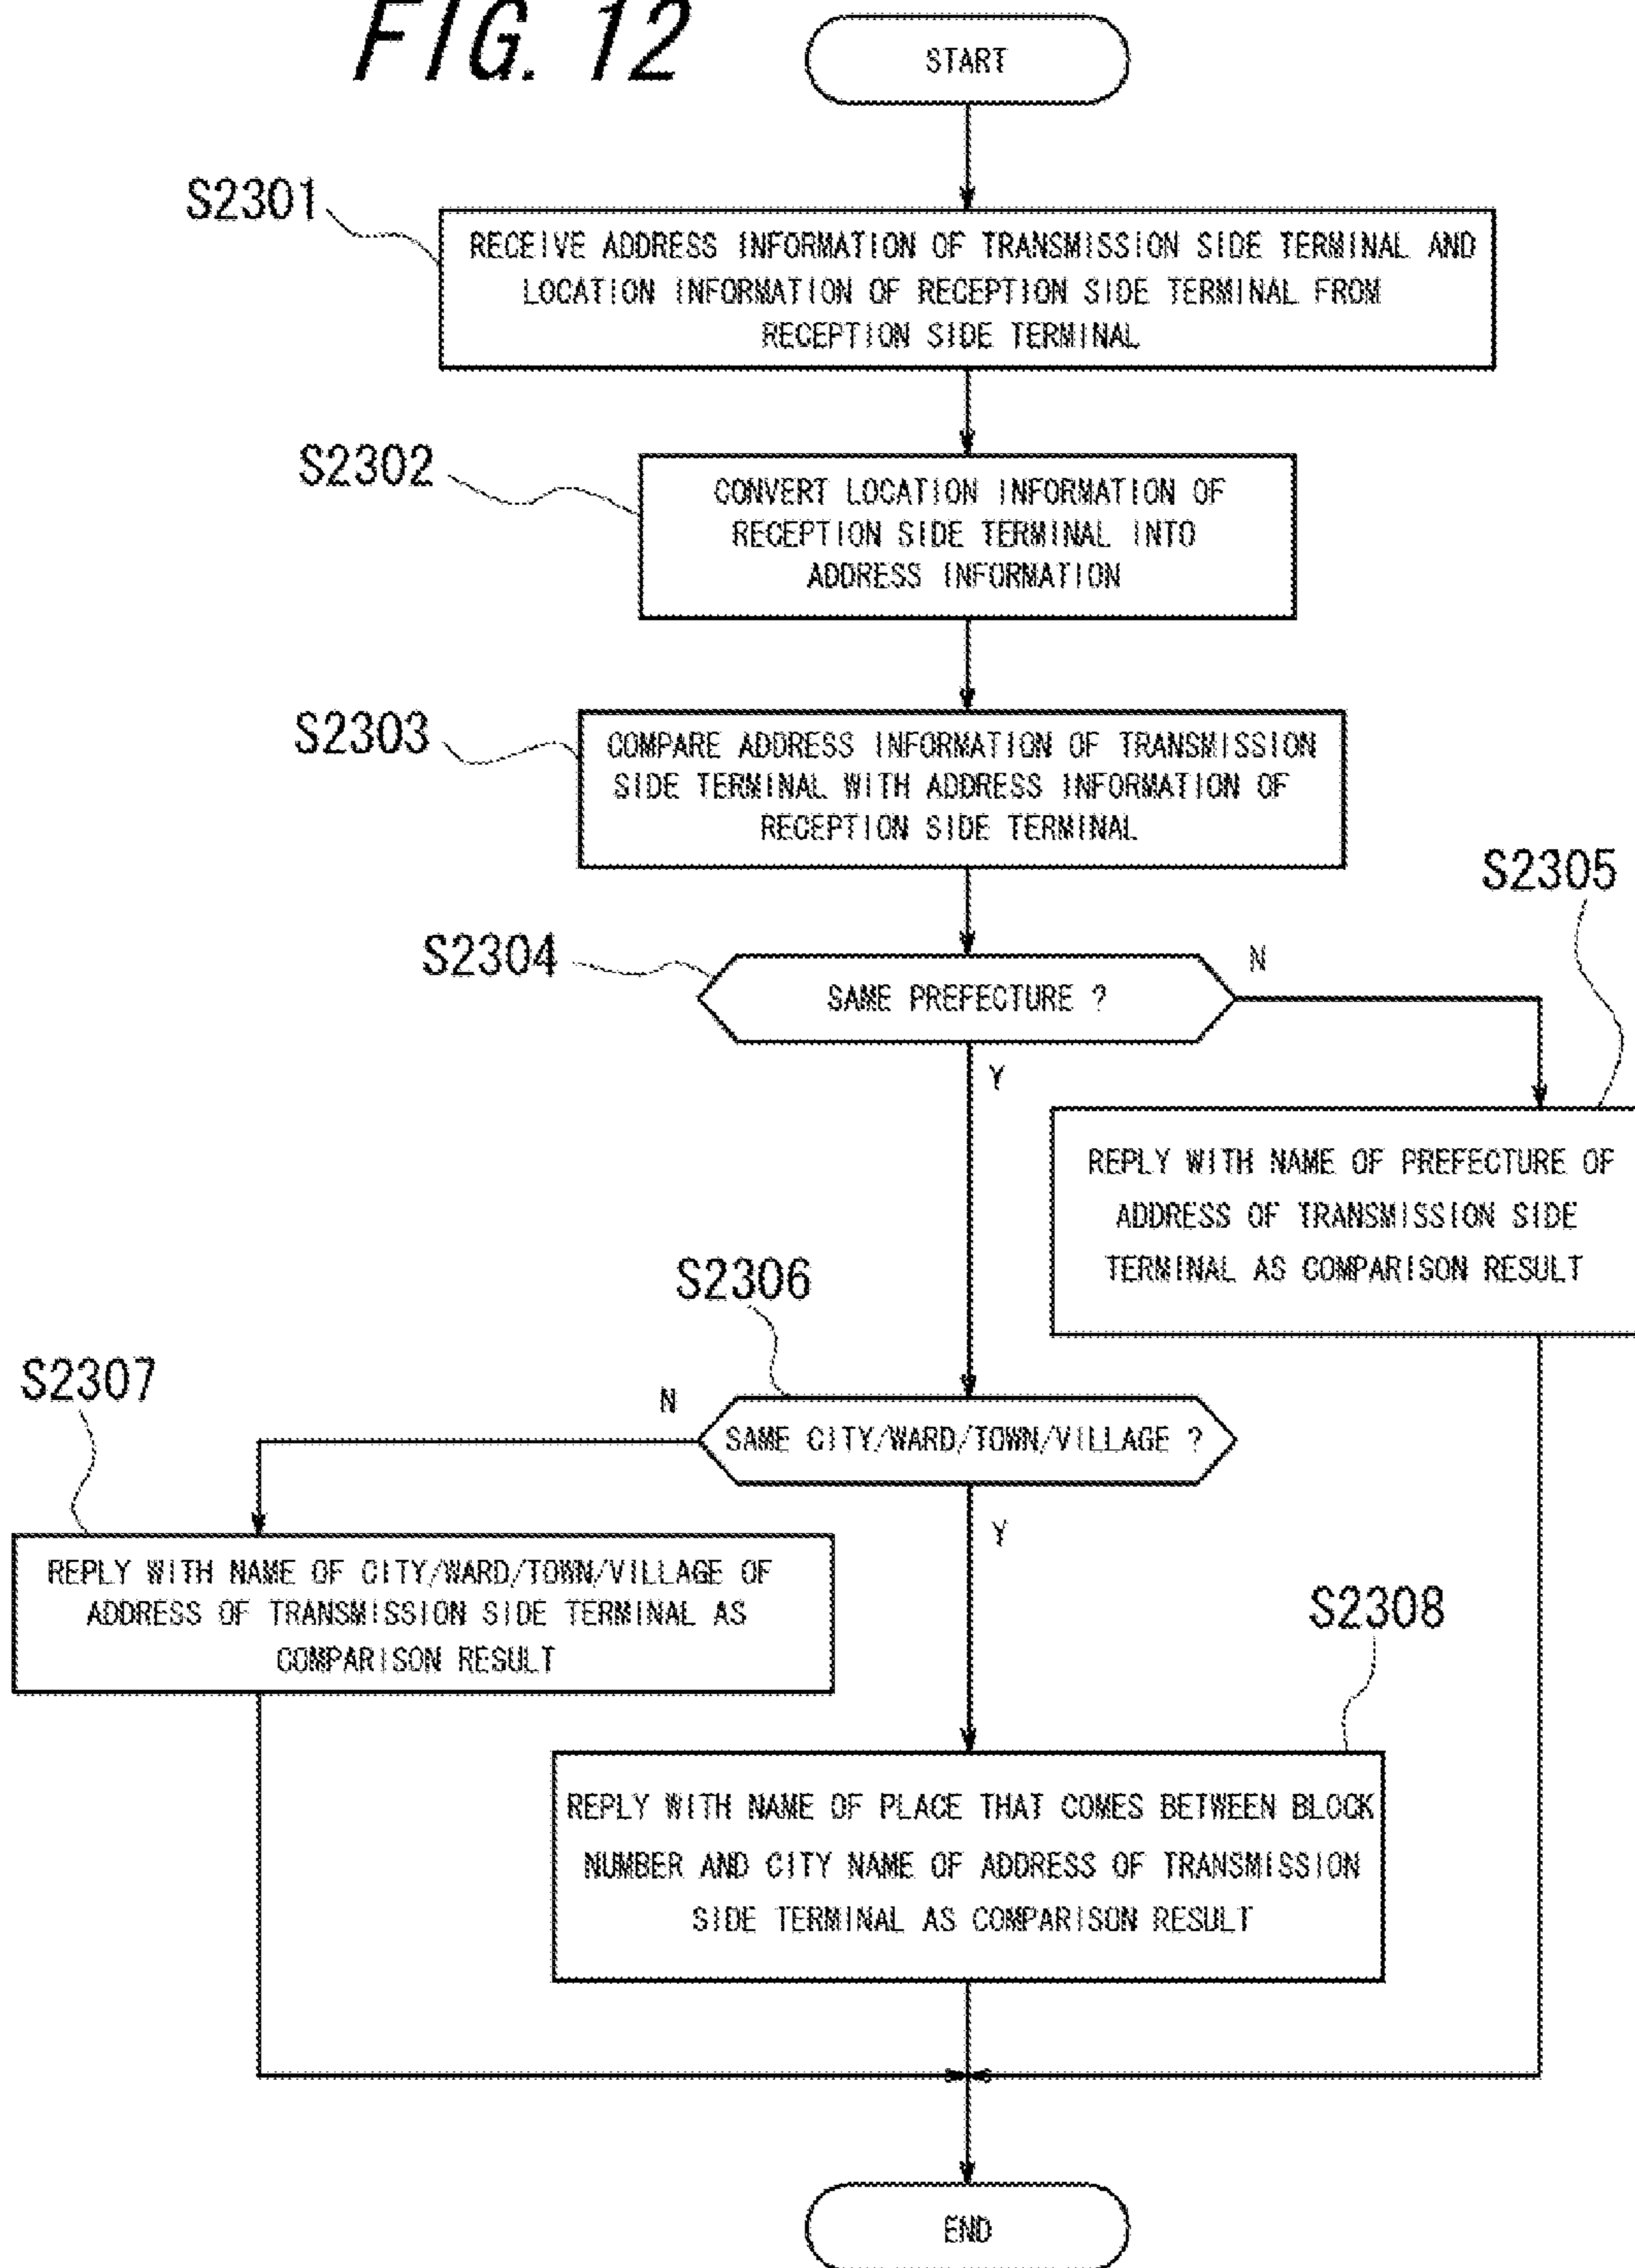 FIG. 12
START
S2301
RECEIVE ADDRESS INFORMATION OF TRANSMISSION SIDE TERMINAL AND
LOCATION INFORMATION OF RECEPTION SIDE TERMINAL FROM
RECEPTION SIDE TERMINAL
S2302
CONVERT LOCATION INFORMATION OF
RECEPTION SIDE TERMINAL INTO
ADDRESS INFORMATION
S2303
COMPARE ADDRESS INFORMATION OF TRANSMISSION
SIDE TERMINAL WITH ADDRESS INFORMATION OF
RECEPTION SIDE TERMINAL
S2304
SAME PREFECTURE ?
N
Y
S2305
REPLY WITH NAME OF PREFECTURE OF
ADDRESS OF TRANSMISSION SIDE
TERMINAL AS COMPARISON RESULT
S2306
SAME CITY/WARD/TOWN/VILLAGE ?
N
Y
S2307
REPLY WITH NAME OF CITY/WARD/TOWN/VILLAGE OF
ADDRESS OF TRANSMISSION SIDE TERMINAL AS
COMPARISON RESULT
S2308
REPLY WITH NAME OF PLACE THAT COMES BETWEEN BLOCK
NUMBER AND CITY NAME OF ADDRESS OF TRANSMISSION
SIDE TERMINAL AS COMPARISON RESULT
END